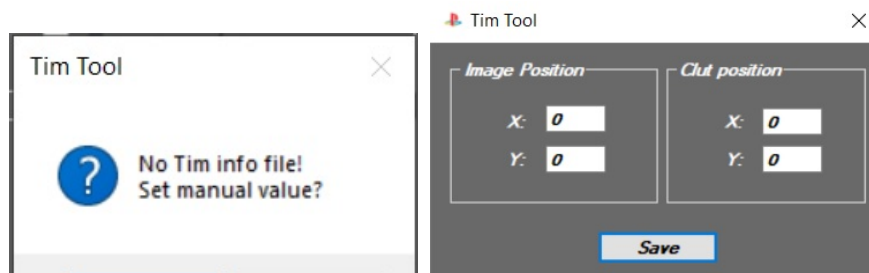 Tim Tool
No Tim info file!
Set manual value?
Tim Tool
Image Position
X: 0
Y: 0
Clut position
X: 0
Y: 0
Save